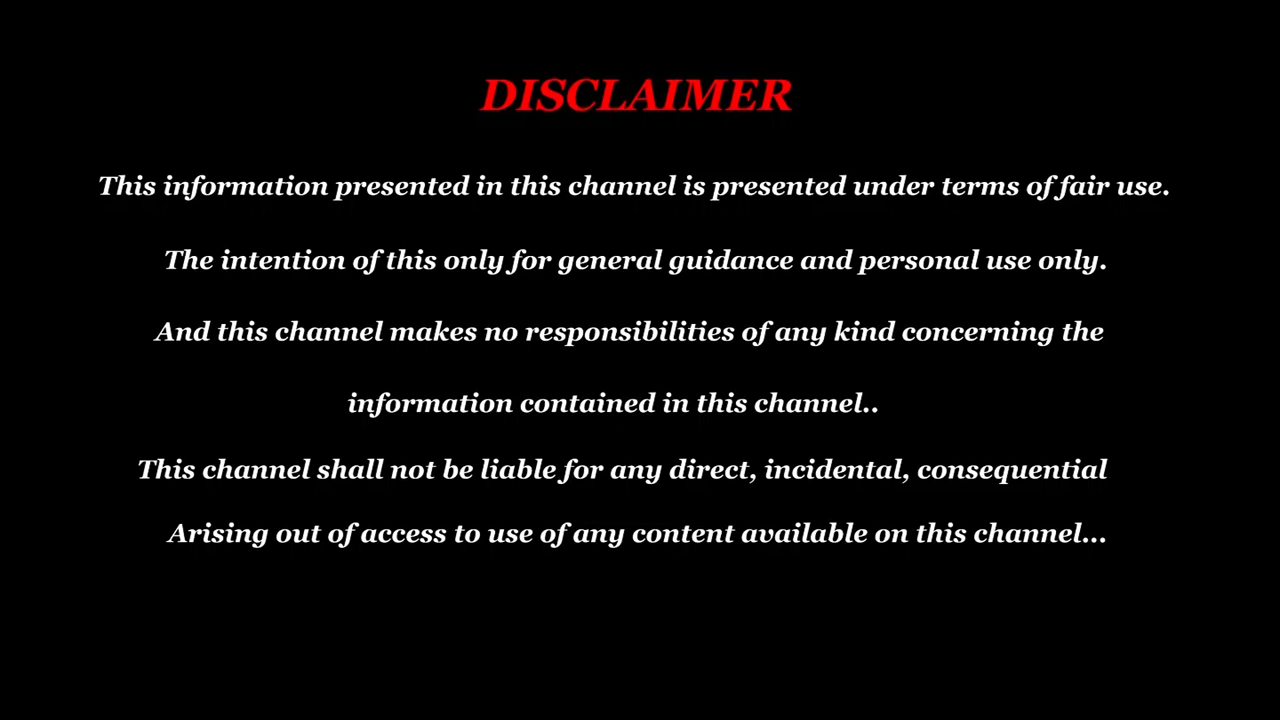 DISCLAIMER
This information presented in this channel is presented under terms of fair use.
The intention of this only for general guidance and personal use only.
And this channel makes no responsibilities of any kind concerning the
information contained in this channel..
This channel shall not be liable for any direct, incidental, consequential
Arising out of access to use of any content available on this channel...